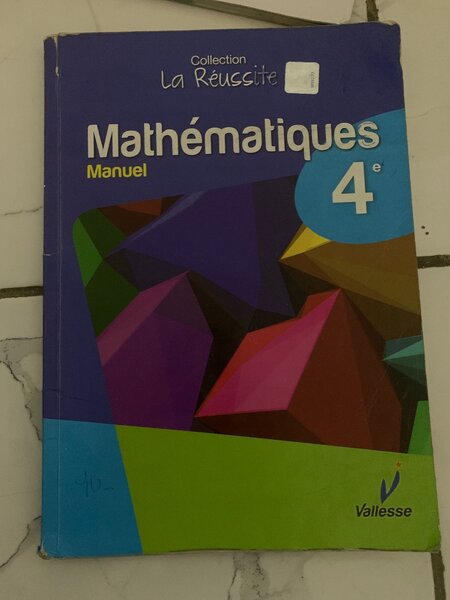 Collection
La Réussite
Mathématiques
Manuel
4e
Vallesse